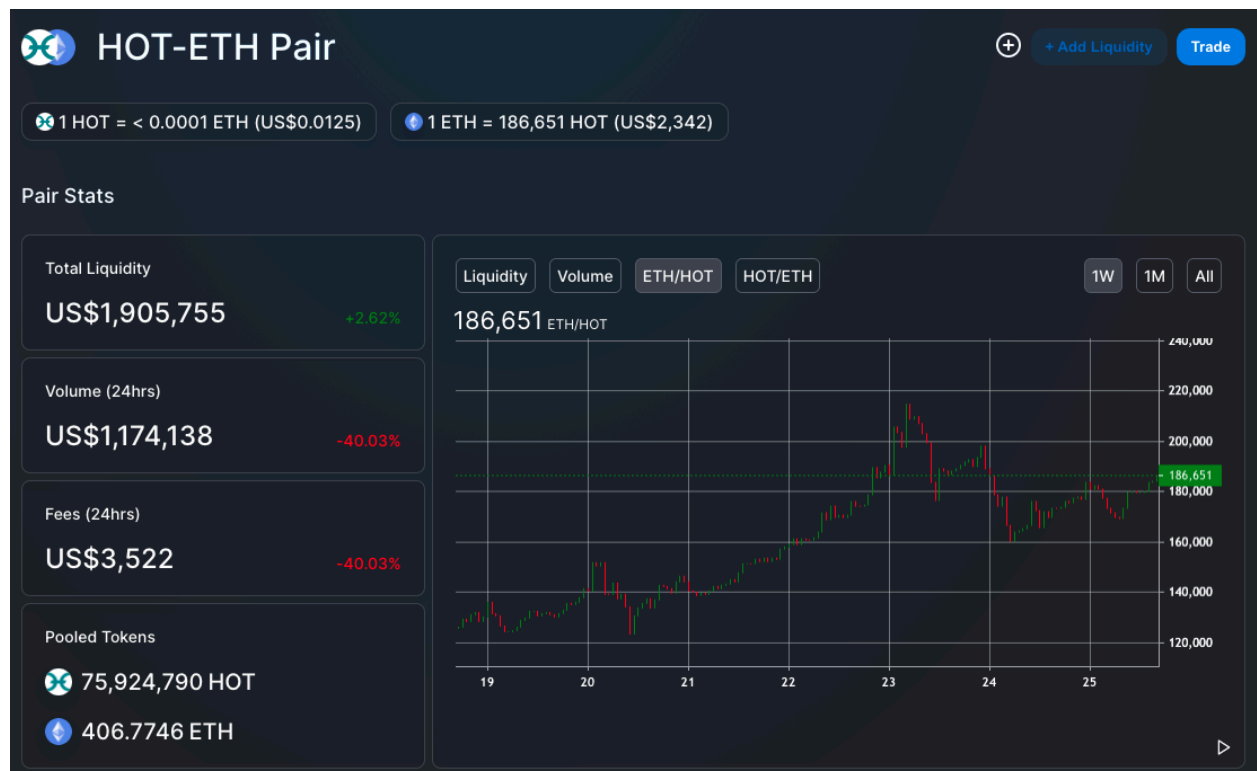 HOT-ETH Pair
+ Add Liquidity
Trade
1 HOT = < 0.0001 ETH (US$0.0125)
1 ETH = 186,651 HOT (US$2,342)
Pair Stats
Total Liquidity
US$1,905,755
+2.62%
Volume (24hrs)
US$1,174,138
-40.03%
Fees (24hrs)
US$3,522
-40.03%
Pooled Tokens
75,924,790 HOT
406.7746 ETH
Liquidity
Volume
ETH/HOT
HOT/ETH
1W
1M
All
186,651 ETH/HOT
240,000
220,000
200,000
186,651
180,000
160,000
140,000
120,000
19 20 21 22 23 24 25